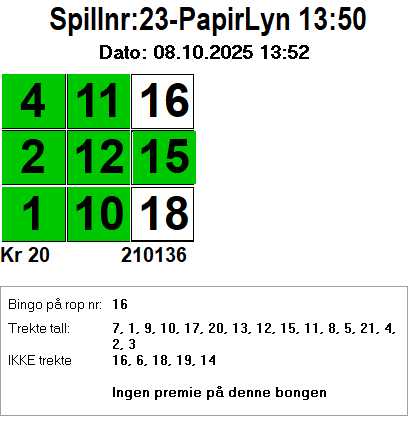 Spillnr:23-PapirLyn 13:50
Dato: 08.10.2025 13:52
4 11 16
2 12 15
1 10 18
Kr 20 210136
Bingo på rop nr: 16
Trekte tall: 7, 1, 9, 10, 17, 20, 13, 12, 15, 11, 8, 5, 21, 4,
2, 3
IKKE trekte 16, 6, 18, 19, 14
Ingen premie på denne bongen